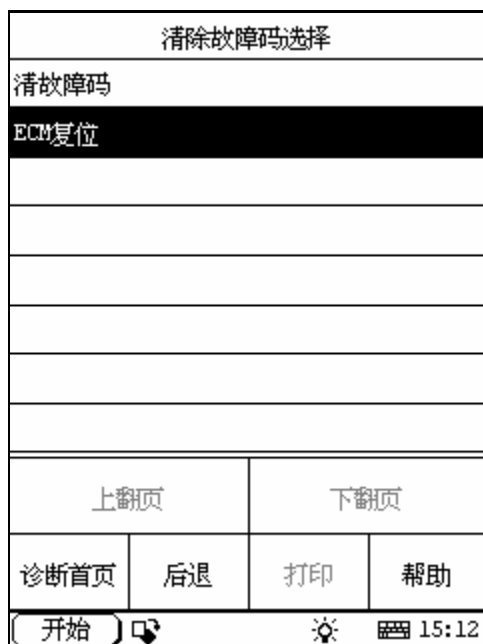 清除故障码选择
清故障码
ECM复位
上翻页 下翻页
诊断首页 后退 打印 帮助
开始 15:12